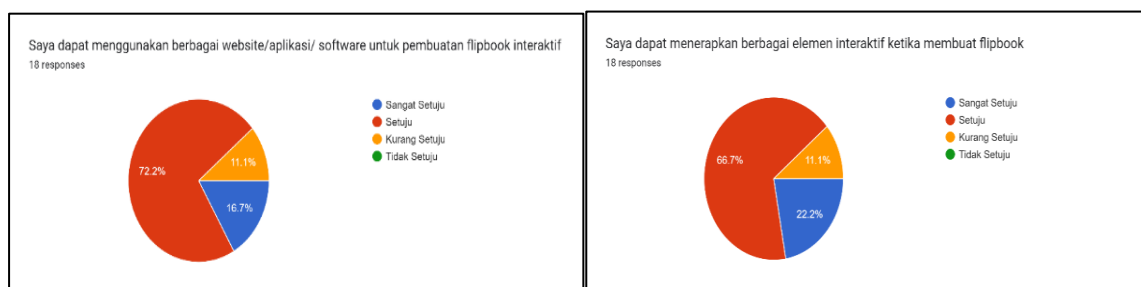 Saya dapat menggunakan berbagai website/aplikasi/ software untuk pembuatan flipbook interaktif
18 responses
Sangat Setuju
Setuju
Kurang Setuju
Tidak Setuju
72.2%
11.1%
16.7%
Saya dapat menerapkan berbagai elemen interaktif ketika membuat flipbook
18 responses
Sangat Setuju
Setuju
Kurang Setuju
Tidak Setuju
66.7%
11.1%
22.2%